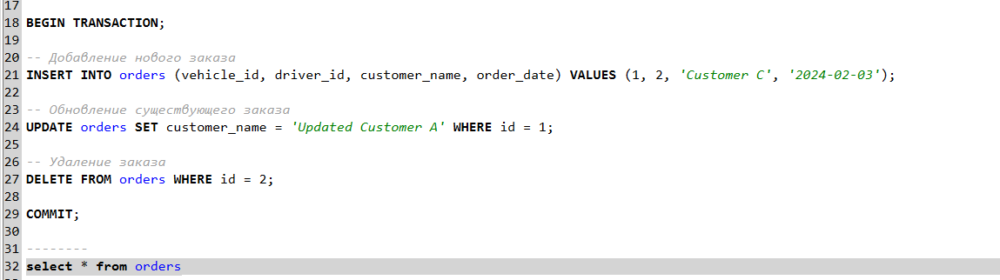 17
18 BEGIN TRANSACTION;
19
20 -- Добавление нового заказа
21 INSERT INTO orders (vehicle_id, driver_id, customer_name, order_date) VALUES (1, 2, 'Customer C', '2024-02-03');
22
23 -- Обновление существующего заказа
24 UPDATE orders SET customer_name = 'Updated Customer A' WHERE id = 1;
25
26 -- Удаление заказа
27 DELETE FROM orders WHERE id = 2;
28
29 COMMIT;
30
31 --------
32 select * from orders